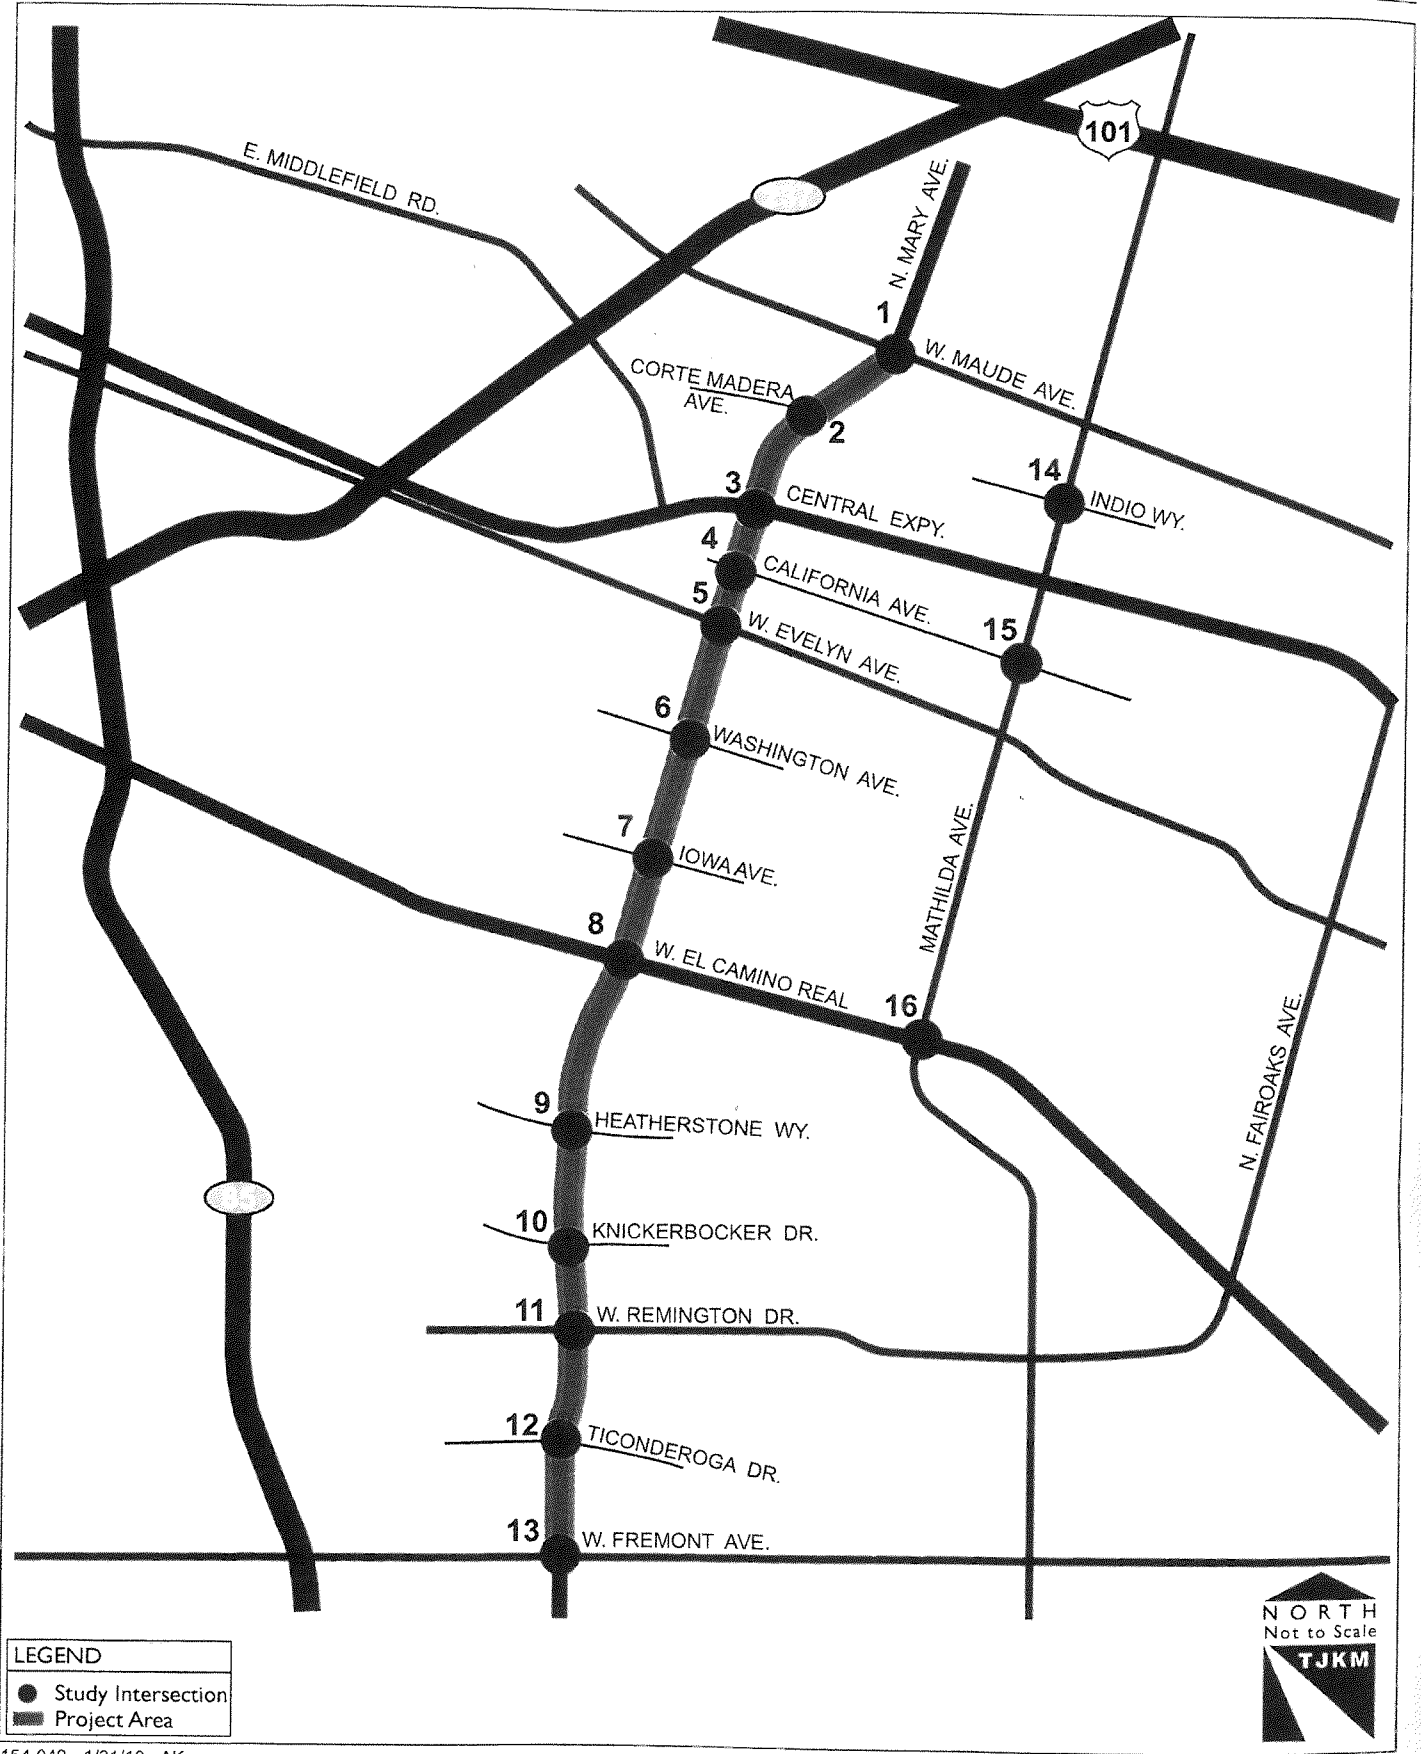 101
E. MIDDLEFIELD RD.
N. MARY AVE.
1
W. MAUDE AVE.
CORTE MADERA
AVE.
2
14
INDIO WY.
3
CENTRAL EXPY.
4
CALIFORNIA AVE.
5
W. EVELYN AVE.
15
6
WASHINGTON AVE.
7
IOWA AVE.
MATHILDA AVE.
8
W. EL CAMINO REAL
16
N. FAIROAKS AVE.
9
HEATHERSTONE WY.
10
KNICKERBOCKER DR.
11
W. REMINGTON DR.
12
TICONDEROGA DR.
13
W. FREMONT AVE.
NORTH
Not to Scale
TJKM
LEGEND
Study Intersection
Project Area